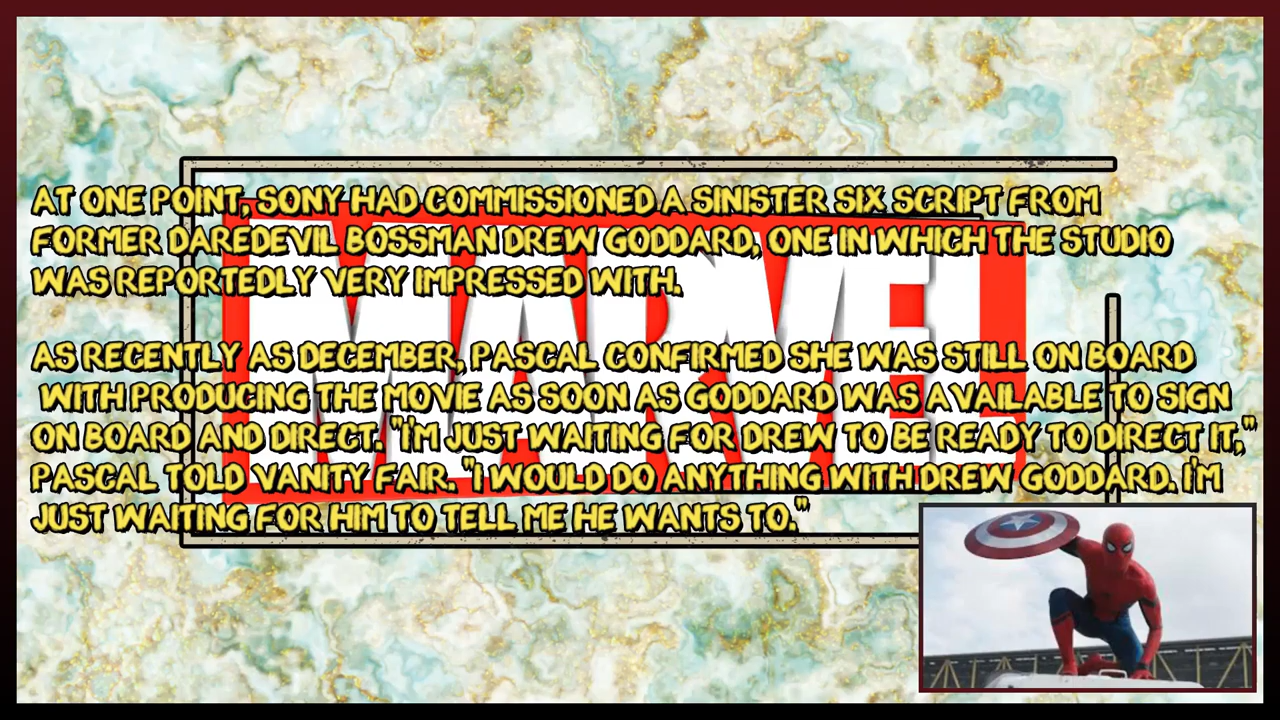 AT ONE POINT, SONY HAD COMMISSIONED A SINISTER SIX SCRIPT FROM
FORMER DAREDEVIL BOSSMAN DREW GODDARD, ONE IN WHICH THE STUDIO
WAS REPORTEDLY VERY IMPRESSED WITH.
AS RECENTLY AS DECEMBER, PASCAL CONFIRMED SHE WAS STILL ON BOARD
WITH PRODUCING THE MOVIE AS SOON AS GODDARD WAS AVAILABLE TO SIGN
ON BOARD AND DIRECT. "I'M JUST WAITING FOR DREW TO BE READY TO DIRECT IT,"
PASCAL TOLD VANITY FAIR. "I WOULD DO ANYTHING WITH DREW GODDARD. I'M
JUST WAITING FOR HIM TO TELL ME HE WANTS TO."
MARVEL